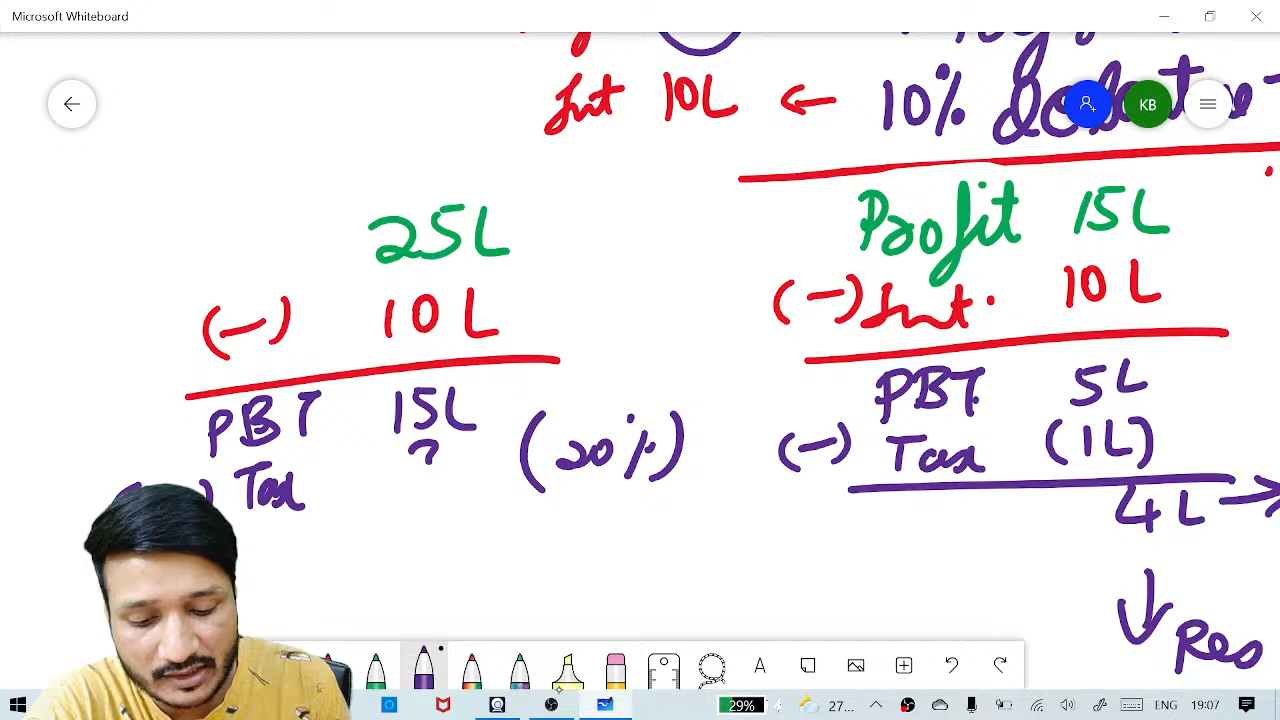 Microsoft Whiteboard
Int 10L ← 10%
KB
25L
(-) 10 L
PBT 15L (20%)
?
Tax
Profit 15L
(-) Int. 10 L
PBT 5L
(-) Tax (1L)
4L →
↓ Res
A
29%
27...
ENG 19:07